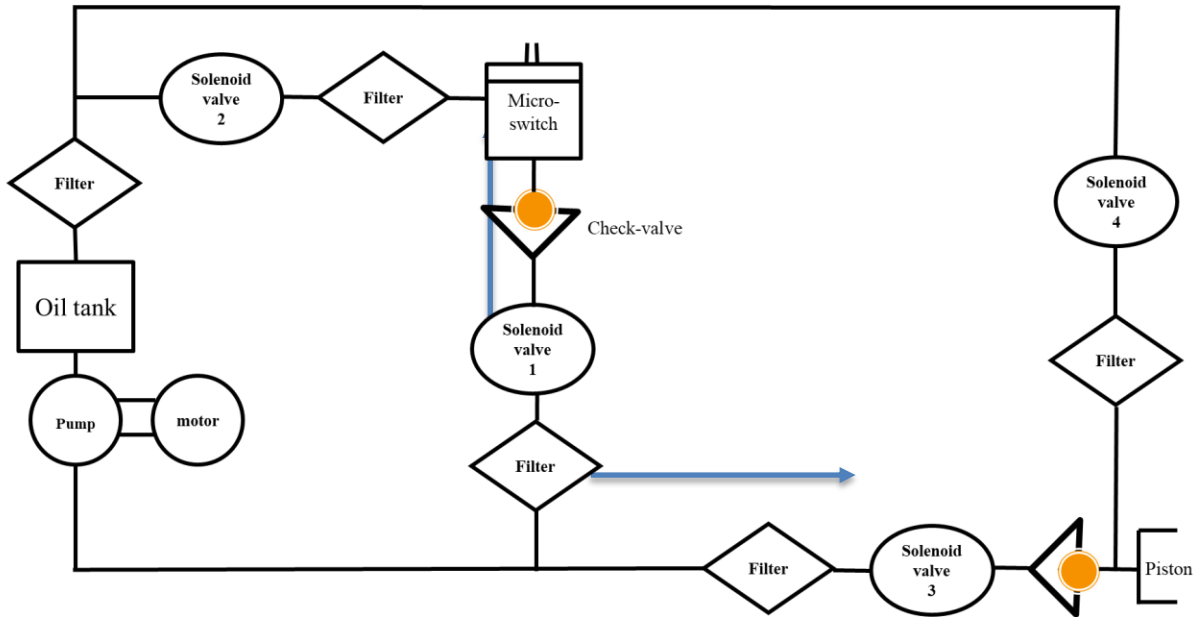 Solenoid
valve
2
Filter
Micro-
switch
Filter
Solenoid
valve
4
Check-valve
Oil tank
Solenoid
valve
1
Filter
Pump
motor
Filter
Filter
Solenoid
valve
3
Piston